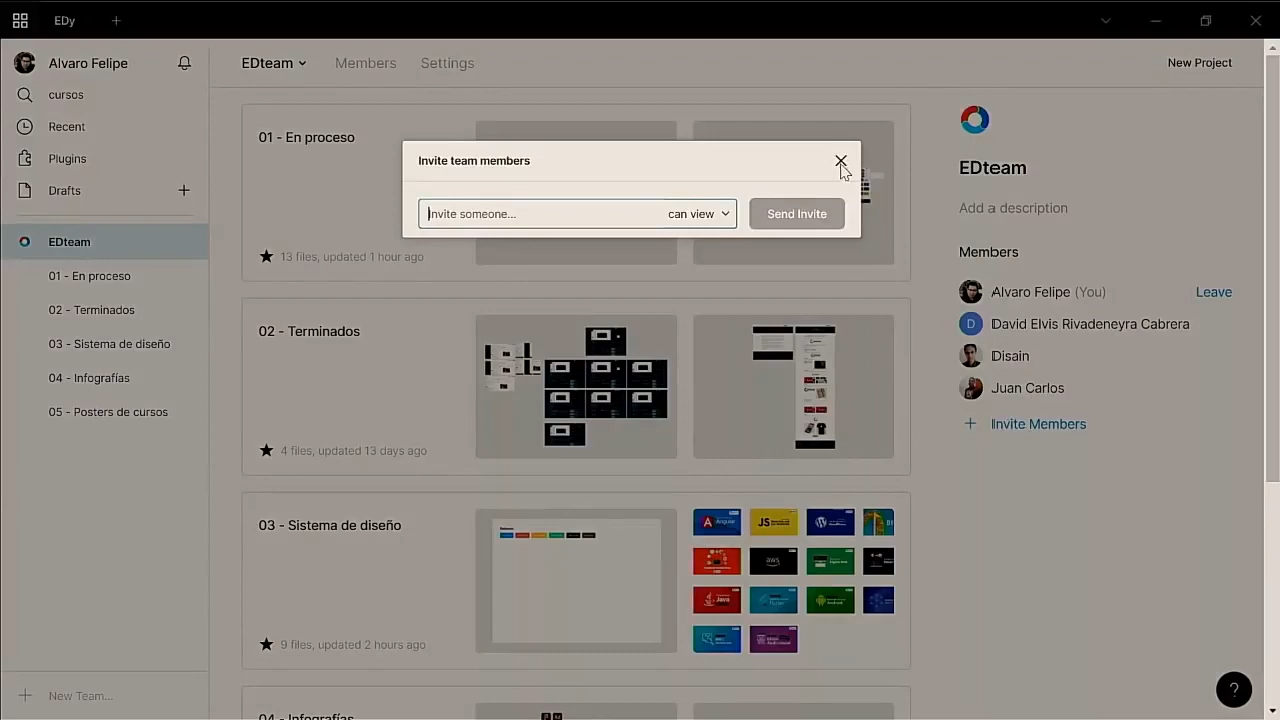 EDy
Alvaro Felipe
cursos
Recent
Plugins
Drafts
EDteam
01 - En proceso
02 - Terminados
03 - Sistema de diseño
04 - Infografías
05 - Posters de cursos
New Team...
EDteam
Members
Settings
New Project
01 - En proceso
13 files, updated 1 hour ago
Invite team members
Invite someone...
can view
Send Invite
02 - Terminados
4 files, updated 13 days ago
03 - Sistema de diseño
9 files, updated 2 hours ago
Angular
JS
aws
Java
04 - Infografías
EDteam
Add a description
Members
Alvaro Felipe (You)
Leave
D
David Elvis Rivadeneyra Cabrera
Disain
Juan Carlos
Invite Members
?